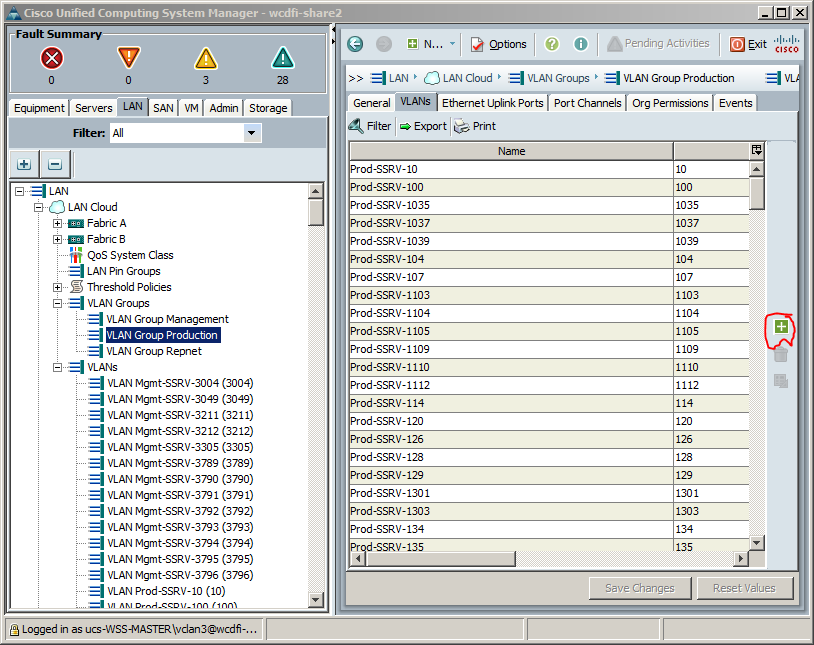 Cisco Unified Computing System Manager - wcdfi-share2
Fault Summary
0 0 3 28
Equipment Servers LAN SAN VM Admin Storage
Filter: All
LAN
LAN Cloud
Fabric A
Fabric B
QoS System Class
LAN Pin Groups
Threshold Policies
VLAN Groups
VLAN Group Management
VLAN Group Production
VLAN Group Repnet
VLANs
VLAN Mgmt-SSRV-3004 (3004)
VLAN Mgmt-SSRV-3049 (3049)
VLAN Mgmt-SSRV-3211 (3211)
VLAN Mgmt-SSRV-3212 (3212)
VLAN Mgmt-SSRV-3305 (3305)
VLAN Mgmt-SSRV-3789 (3789)
VLAN Mgmt-SSRV-3790 (3790)
VLAN Mgmt-SSRV-3791 (3791)
VLAN Mgmt-SSRV-3792 (3792)
VLAN Mgmt-SSRV-3793 (3793)
VLAN Mgmt-SSRV-3794 (3794)
VLAN Mgmt-SSRV-3795 (3795)
VLAN Mgmt-SSRV-3796 (3796)
VLAN Prod-SSRV-10 (10)
VLAN Prod-SSRV-100 (100)
N... Options Pending Activities Exit cisco
>> LAN LAN Cloud VLAN Groups VLAN Group Production VLA
General VLANs Ethernet Uplink Ports Port Channels Org Permissions Events
Filter Export Print
Name
Prod-SSRV-10 10
Prod-SSRV-100 100
Prod-SSRV-1035 1035
Prod-SSRV-1037 1037
Prod-SSRV-1039 1039
Prod-SSRV-104 104
Prod-SSRV-107 107
Prod-SSRV-1103 1103
Prod-SSRV-1104 1104
Prod-SSRV-1105 1105
Prod-SSRV-1109 1109
Prod-SSRV-1110 1110
Prod-SSRV-1112 1112
Prod-SSRV-114 114
Prod-SSRV-120 120
Prod-SSRV-126 126
Prod-SSRV-128 128
Prod-SSRV-129 129
Prod-SSRV-1301 1301
Prod-SSRV-1303 1303
Prod-SSRV-134 134
Prod-SSRV-135 135
Save Changes Reset Values
Logged in as ucs-WSS-MASTER\vclan3@wcdfi-...